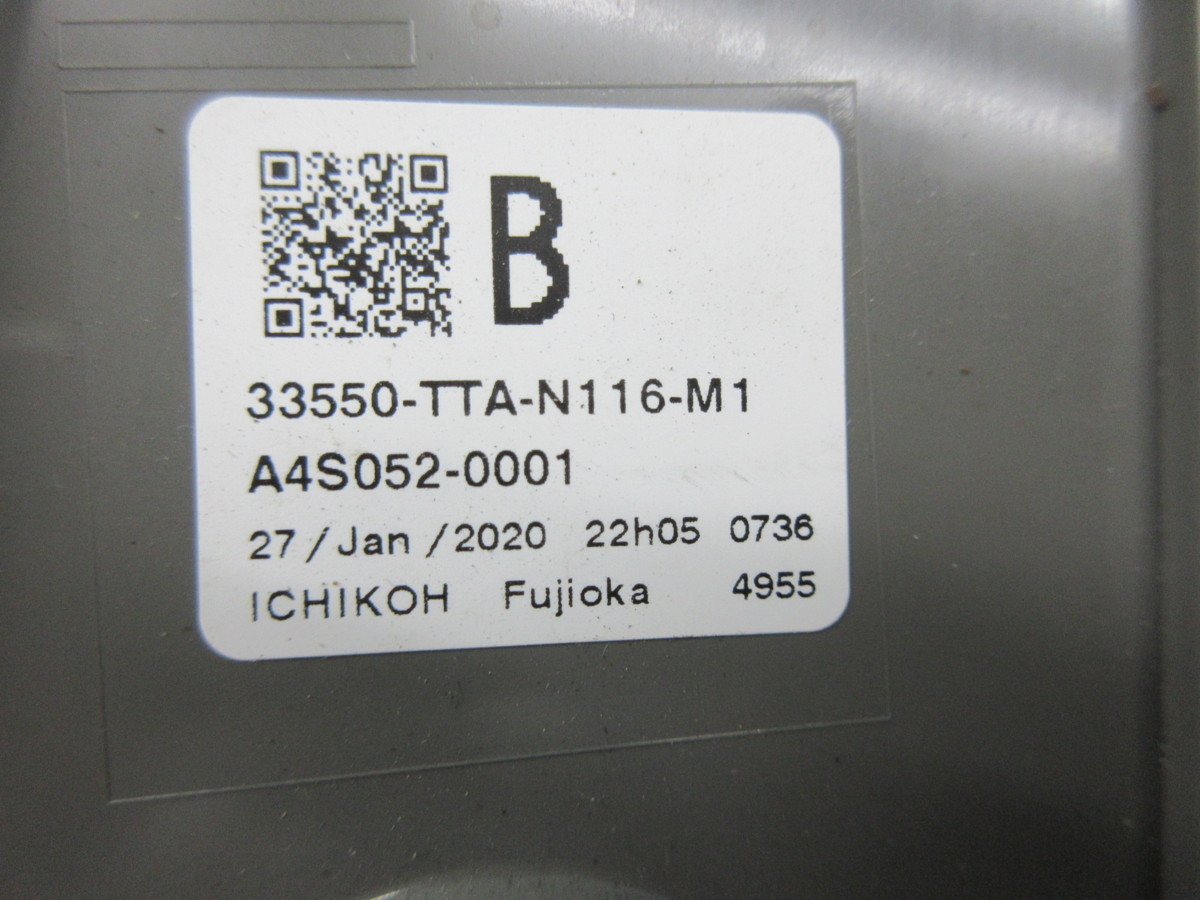 B
33550-TTA-N116-M1
A4S052-0001
27/Jan/2020 22h05 0736
ICHIKOH Fujioka 4955